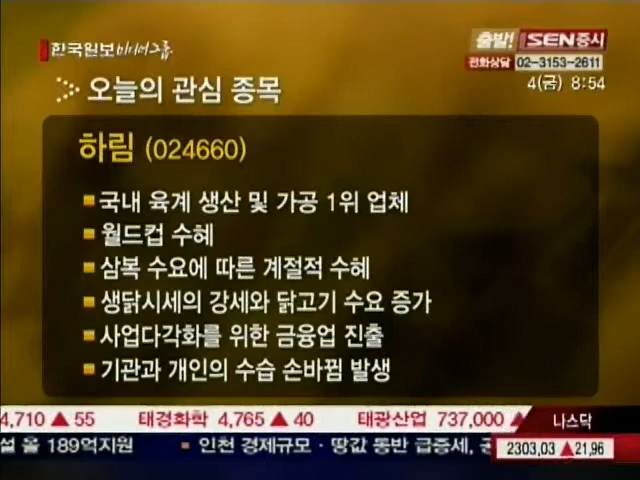 한국일보 미디어그룹
출발! SEN증시
전화상담 02-3153-2611
4(금) 8:54
오늘의 관심 종목
하림 (024660)
국내 육계 생산 및 가공 1위 업체
월드컵 수혜
삼복 수요에 따른 계절적 수혜
생닭시세의 강세와 닭고기 수요 증가
사업다각화를 위한 금융업 진출
기관과 개인의 수습 손바뀜 발생
4,710 ▲ 55 태경화학 4,765 ▲ 40 태광산업 737,000 ▲ 나스닥
설 올 189억지원 인천 경제규모·땅값 동반 급증세, 2303,03 ▲21,96